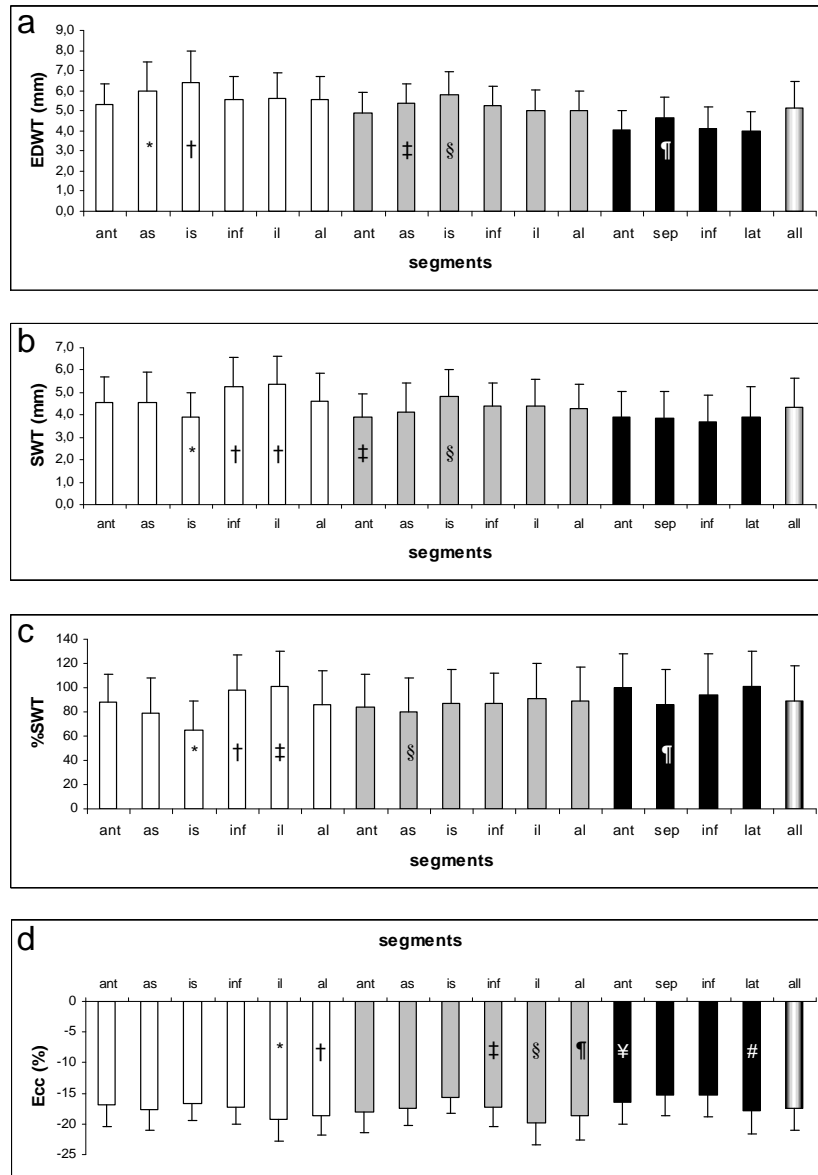 a
9,0
8,0
7,0
6,0
5,0
4,0
3,0
2,0
1,0
0,0
EDWT (mm)
* † ‡ § ¶
ant as is inf il al ant as is inf il al ant sep inf lat all
segments
b
7,0
6,0
5,0
4,0
3,0
2,0
1,0
0,0
SWT (mm)
* † † ‡ §
ant as is inf il al ant as is inf il al ant sep inf lat all
segments
c
140
120
100
80
60
40
20
0
%SWT
* † ‡ § ¶
ant as is inf il al ant as is inf il al ant sep inf lat all
segments
d
segments
ant as is inf il al ant as is inf il al ant sep inf lat all
0
-5
-10
-15
-20
-25
Ecc (%)
* † ‡ § ¶ ¥ #